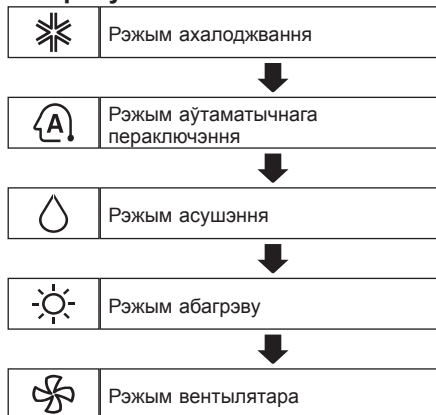 Рэжым ахалоджвання
A
Рэжым аўтаматычнага
пераключэння
Рэжым асушэння
Рэжым абагрэву
Рэжым вентылятара